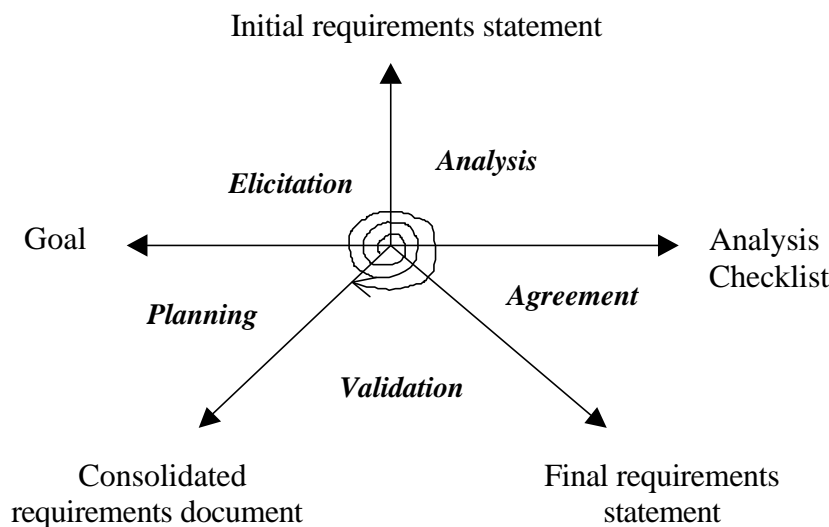 Initial requirements statement
Analysis
Elicitation
Goal
Analysis
Checklist
Agreement
Planning
Validation
Consolidated
requirements document
Final requirements
statement